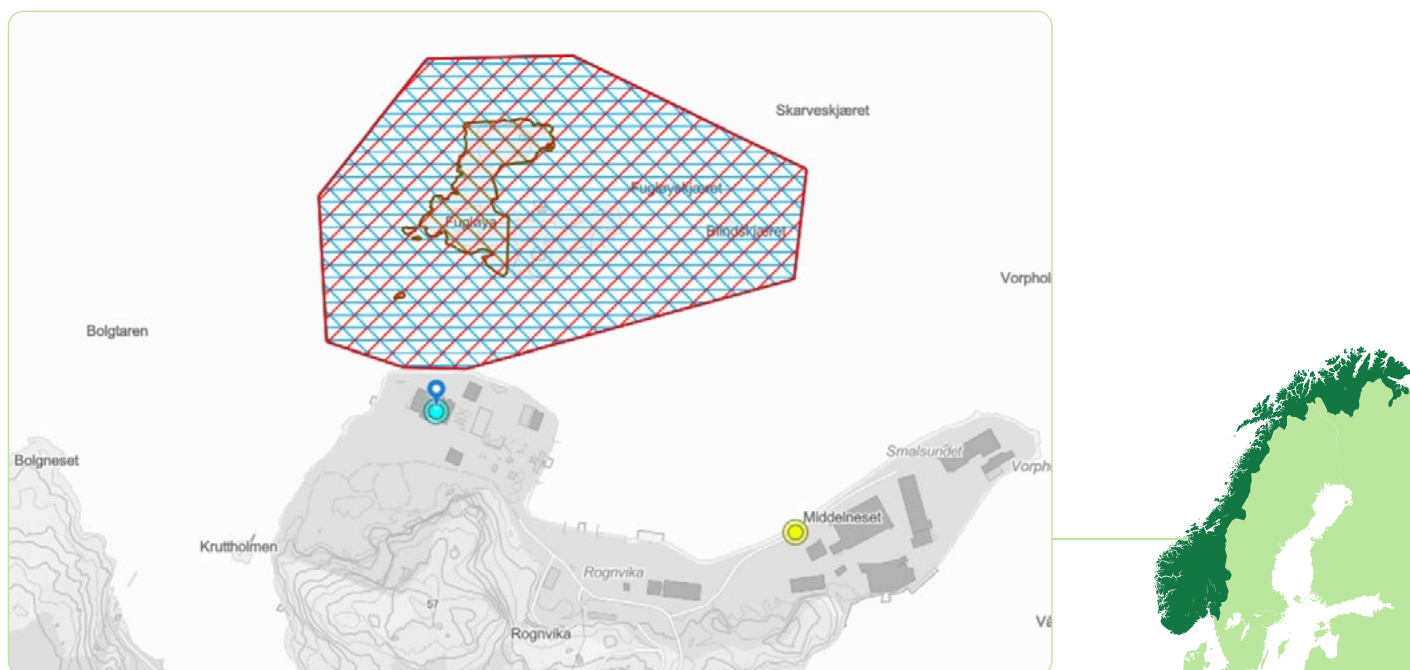 Skarveskjæret
Fugløyskjæret
Fugløya
Blindskjæret
Vorphol
Bolgtaren
Bolgneset
Smalsundet
Vorph
Middelneset
Kruttholmen
Rognvika
57
Rognvika
Vå